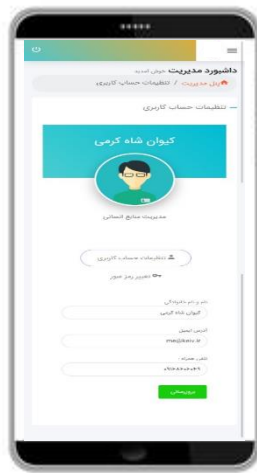 داشبورد مدیریت خوش آمدید
پنل مدیریت / تنظیمات حساب کاربری
تنظیمات حساب کاربری
کیوان شاه کرمی
مدیریت منابع انسانی
تنظیمات حساب کاربری
تغییر رمز عبور
نام و نام خانوادگی
کیوان شاه کرمی
آدرس ایمیل
تلفن همراه
بروزرسانی